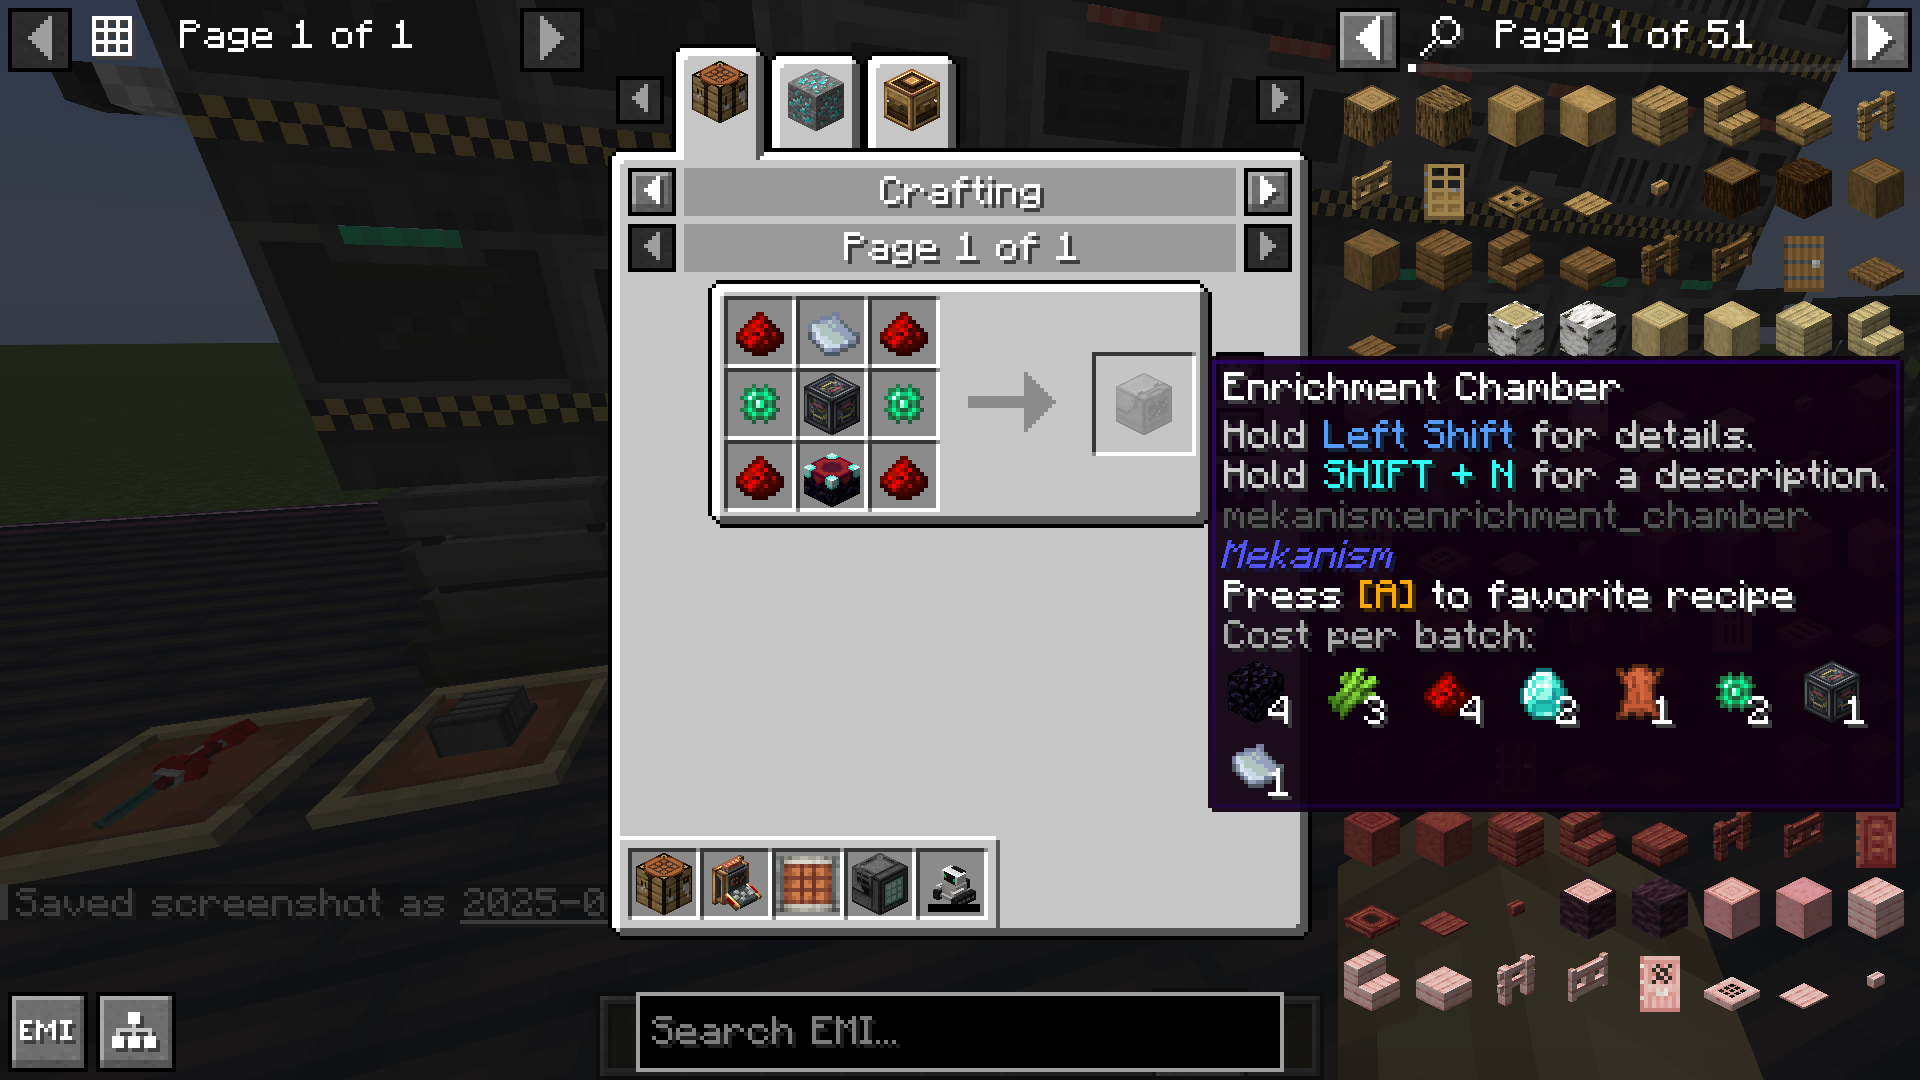 Page 1 of 1
Page 1 of 51
Crafting
Page 1 of 1
Enrichment Chamber
Hold Left Shift for details.
Hold SHIFT + N for a description.
mekanism:enrichment_chamber
Mekanism
Press [A] to favorite recipe
Cost per batch:
4 3 4 2 1 2 1
1
Saved screenshot as 2025-0
EMI
Search EMI...